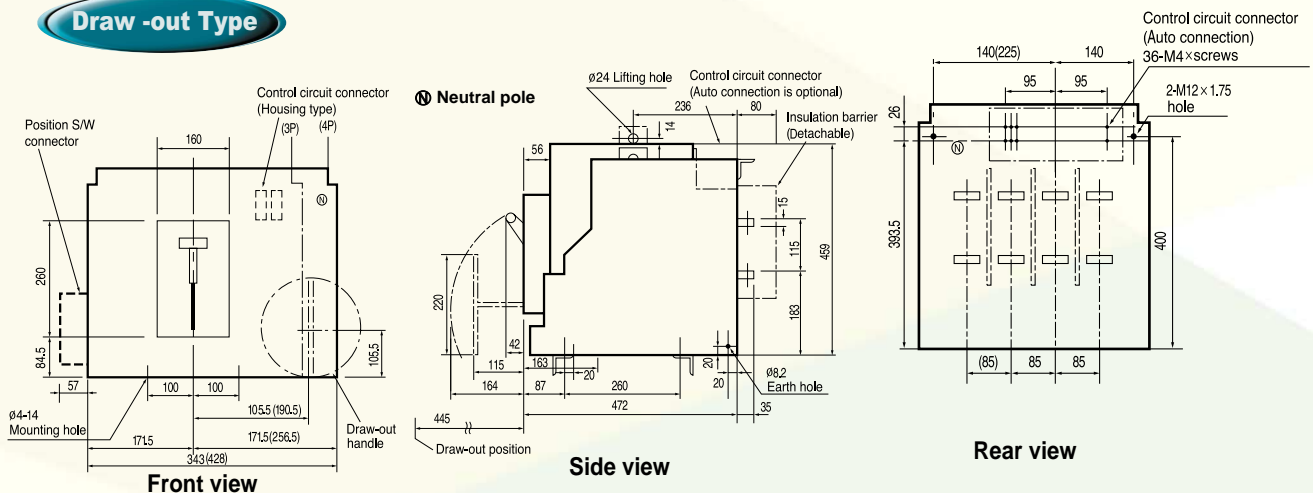 Draw -out Type
Control circuit connector
(Housing type)
(3P) (4P)
Position S/W
connector
160
Ⓝ
260
84.5
105.5
57
100 100
ø4-14
Mounting hole
105.5 (190.5)
Draw-out
handle
171.5 171.5(256.5)
343(428)
Front view
Ⓝ Neutral pole
ø24 Lifting hole
Control circuit connector
(Auto connection is optional)
236 80
14
Insulation barrier
(Detachable)
56
15
115
459
220
183
42
115
163
20
20
20
ø8.2
Earth hole
164 87 260
472 35
445
Draw-out position
Side view
Control circuit connector
(Auto connection)
36-M4×screws
140(225) 140
95 95
2-M12×1.75
hole
26
Ⓝ
393.5
400
(85) 85 85
Rear view